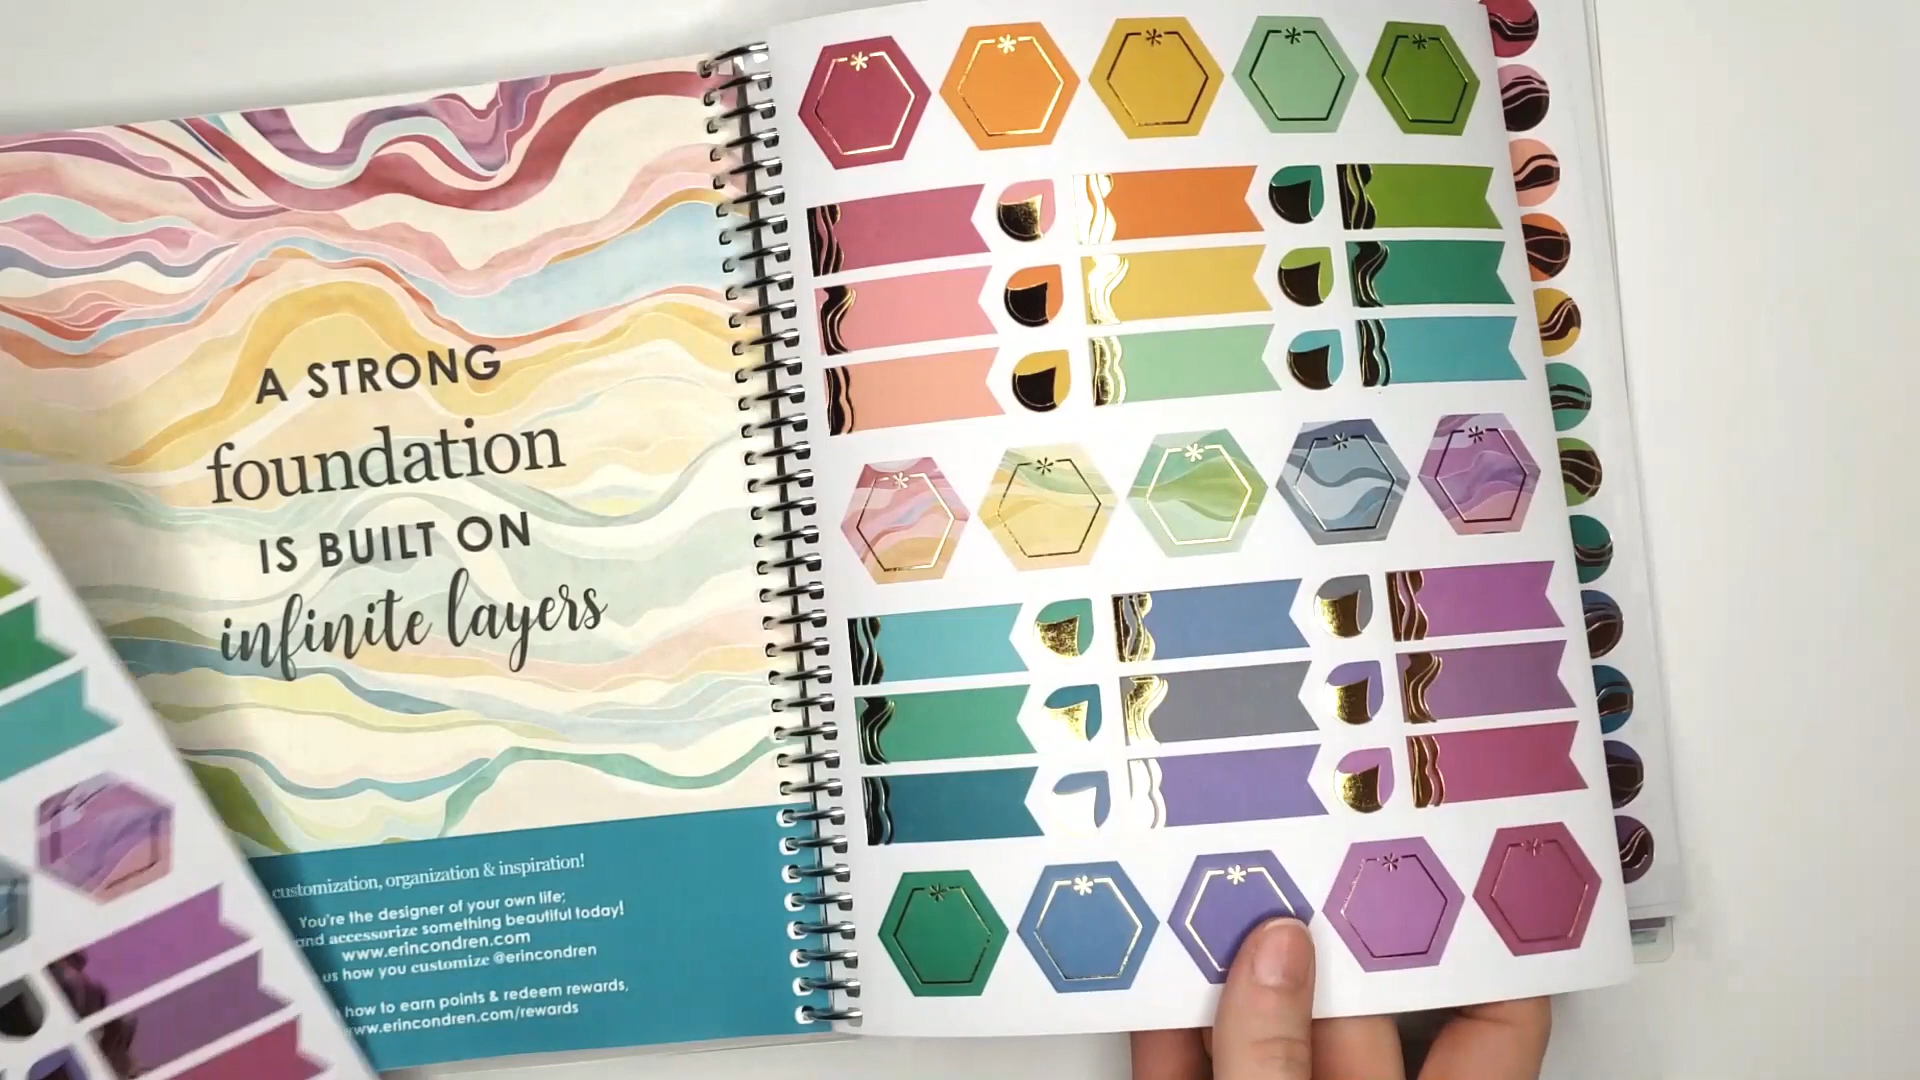 A STRONG
foundation
IS BUILT ON
infinite layers
customization, organization & inspiration!
You're the designer of your own life;
and accessorize something beautiful today!
www.erincondren.com
us how you customize @erincondren
how to earn points & redeem rewards,
www.erincondren.com/rewards